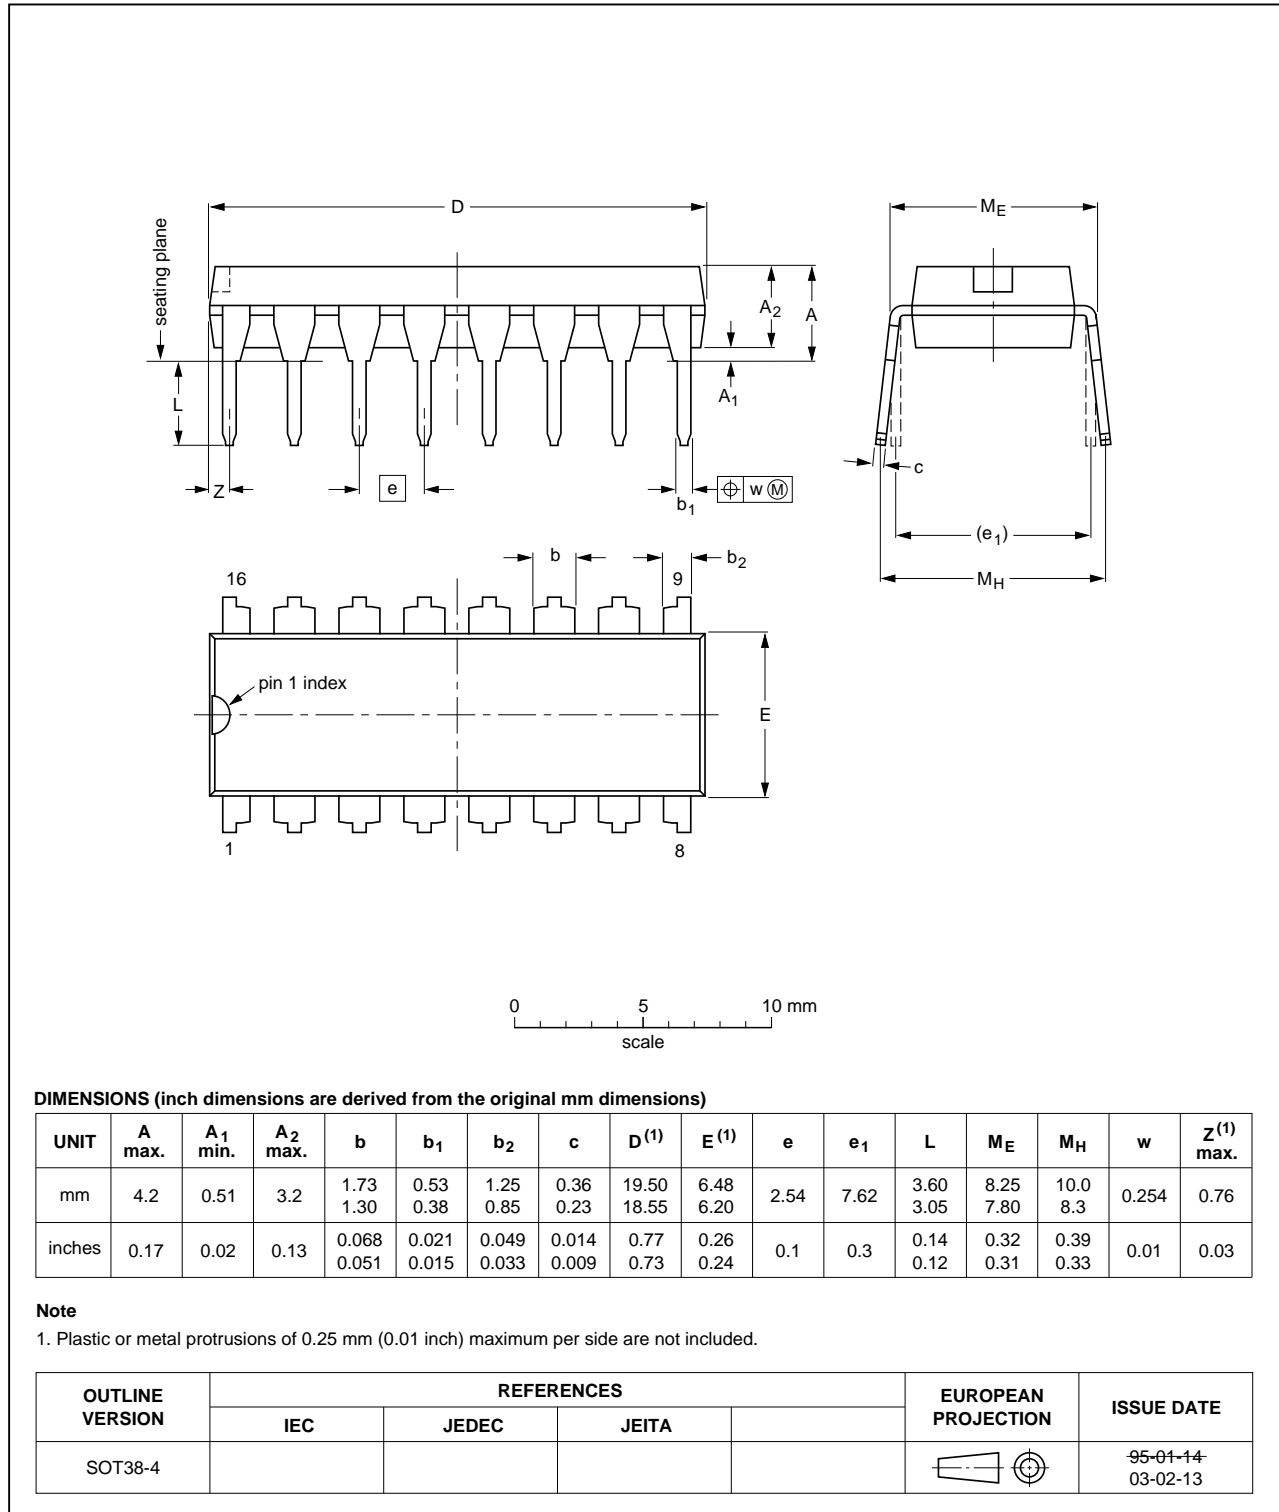 D
M_E
seating plane
A_2
A
L
A_1
Z
e
b_1
w M
c
(e_1)
M_H
b
b_2
16
9
pin 1 index
E
1
8
0 5 10 mm
scale
DIMENSIONS (inch dimensions are derived from the original mm dimensions)
UNIT A max. A1 min. A2 max. b b1 b2 c D(1) E(1) e e1 L ME MH w Z(1) max.
mm 4.2 0.51 3.2 1.73 1.30 0.53 0.38 1.25 0.85 0.36 0.23 19.50 18.55 6.48 6.20 2.54 7.62 3.60 3.05 8.25 7.80 10.0 8.3 0.254 0.76
inches 0.17 0.02 0.13 0.068 0.051 0.021 0.015 0.049 0.033 0.014 0.009 0.77 0.73 0.26 0.24 0.1 0.3 0.14 0.12 0.32 0.31 0.39 0.33 0.01 0.03
Note
1. Plastic or metal protrusions of 0.25 mm (0.01 inch) maximum per side are not included.
OUTLINE VERSION REFERENCES EUROPEAN PROJECTION ISSUE DATE
IEC JEDEC JEITA
SOT38-4 95-01-14
03-02-13